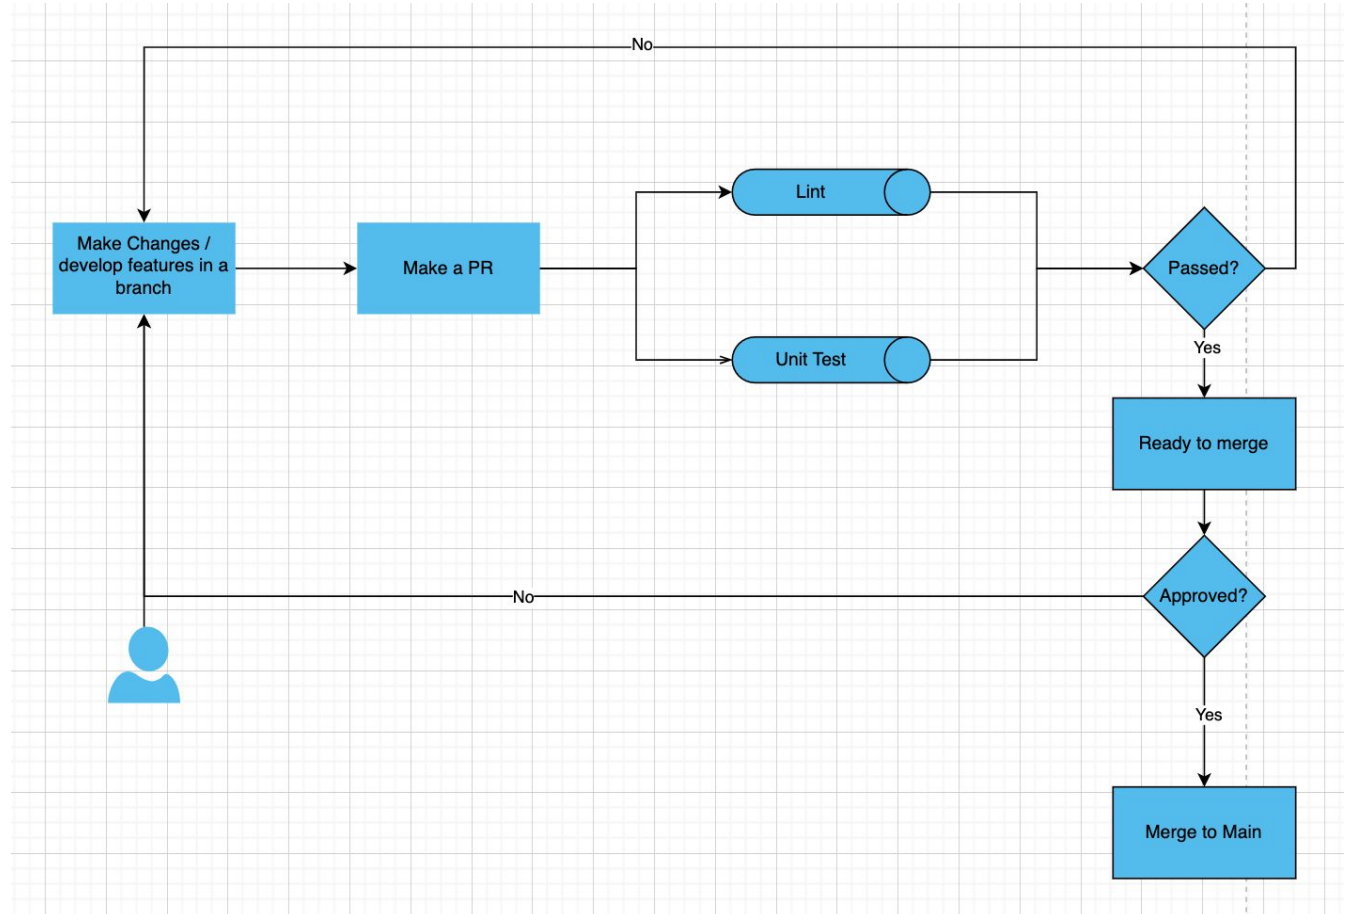 No
Lint
Make Changes /
develop features in a
branch
Make a PR
Passed?
Unit Test
Yes
Ready to merge
Approved?
No
Yes
Merge to Main